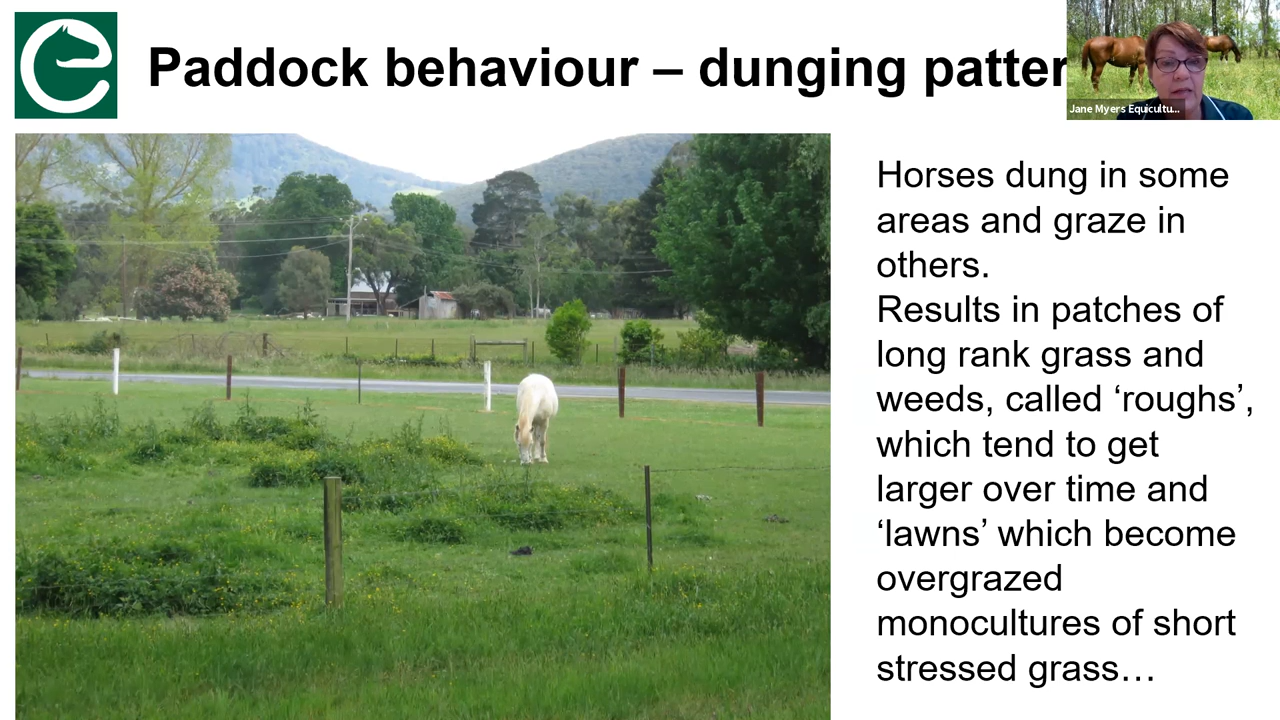 Paddock behaviour – dunging patter
Jane Myers Equicultu...
Horses dung in some
areas and graze in
others.
Results in patches of
long rank grass and
weeds, called ‘roughs’,
which tend to get
larger over time and
‘lawns’ which become
overgrazed
monocultures of short
stressed grass…